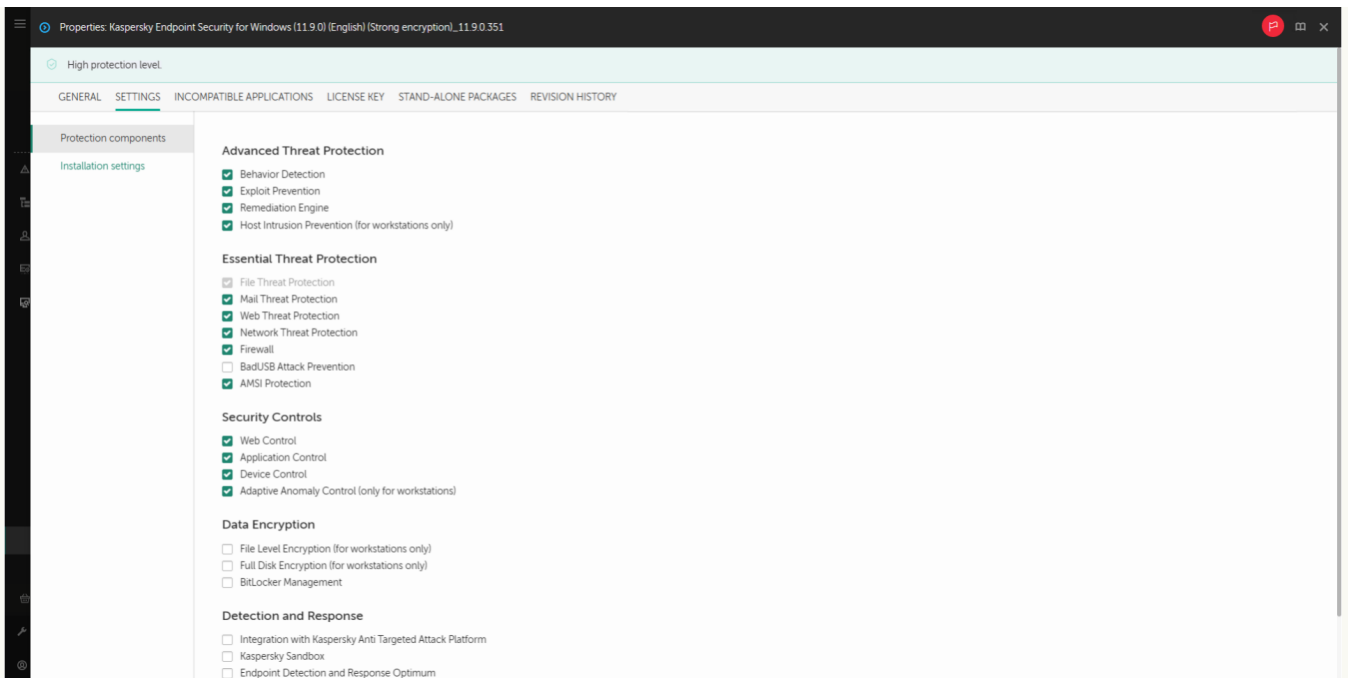 Properties: Kaspersky Endpoint Security for Windows (11.9.0) (English) (Strong encryption)_11.9.0.351
High protection level.
GENERAL SETTINGS INCOMPATIBLE APPLICATIONS LICENSE KEY STAND-ALONE PACKAGES REVISION HISTORY
Protection components
Installation settings
Advanced Threat Protection
Behavior Detection
Exploit Prevention
Remediation Engine
Host Intrusion Prevention (for workstations only)
Essential Threat Protection
File Threat Protection
Mail Threat Protection
Web Threat Protection
Network Threat Protection
Firewall
BadUSB Attack Prevention
AMSI Protection
Security Controls
Web Control
Application Control
Device Control
Adaptive Anomaly Control (only for workstations)
Data Encryption
File Level Encryption (for workstations only)
Full Disk Encryption (for workstations only)
BitLocker Management
Detection and Response
Integration with Kaspersky Anti Targeted Attack Platform
Kaspersky Sandbox
Endpoint Detection and Response Optimum